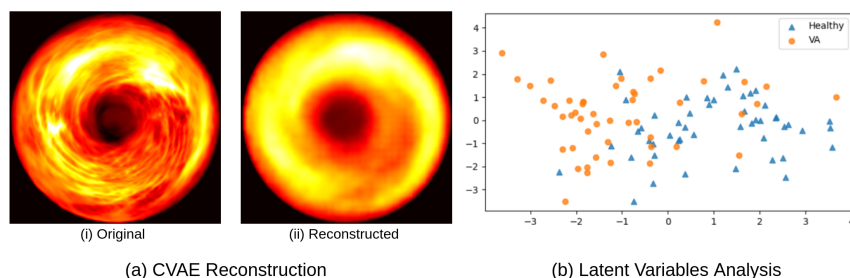 (i) Original
(ii) Reconstructed
(a) CVAE Reconstruction
4
3
2
1
0
−1
−2
−3
−3
−2
−1
0
1
2
3
4
Healthy
VA
(b) Latent Variables Analysis